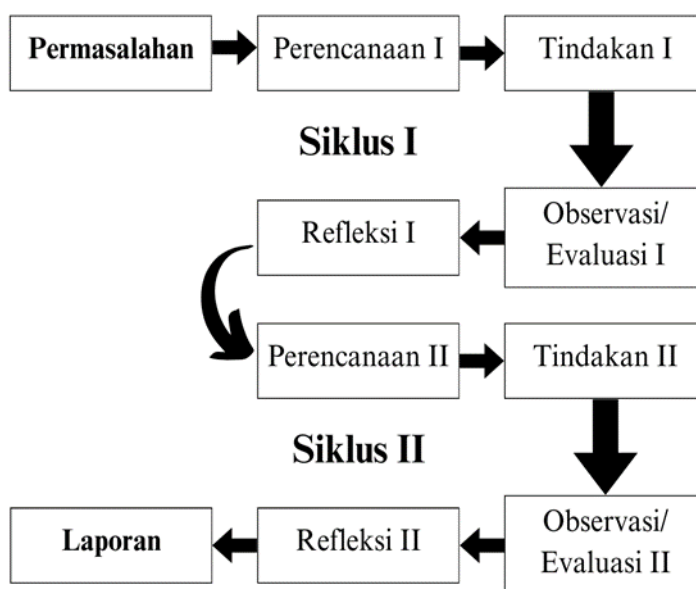 Permasalahan
Perencanaan I
Tindakan I
Siklus I
Refleksi I
Observasi/
Evaluasi I
Perencanaan II
Tindakan II
Siklus II
Laporan
Refleksi II
Observasi/
Evaluasi II